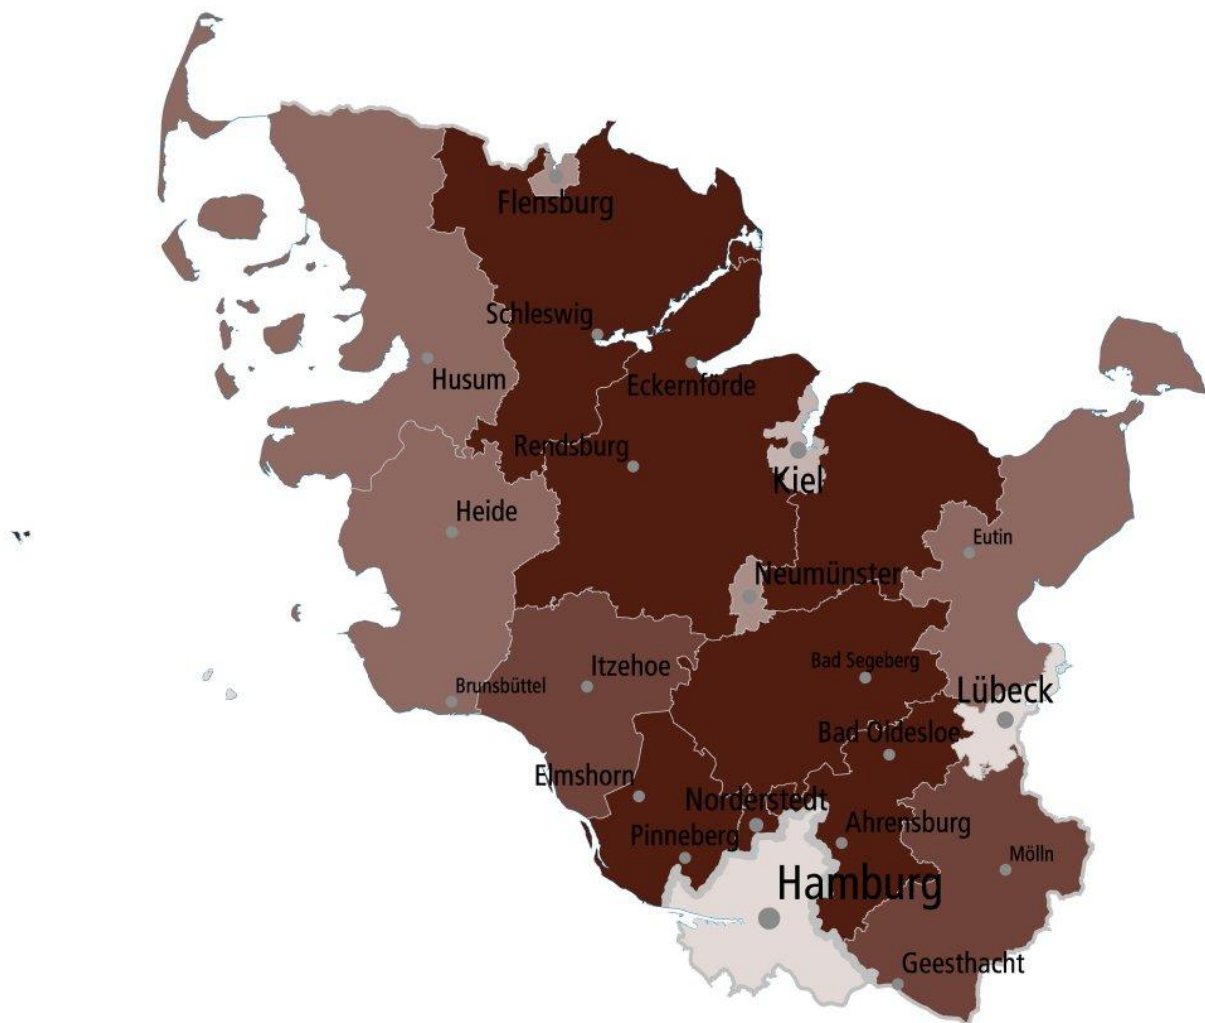 Flensburg
Schleswig
Husum
Eckernförde
Rendsburg
Kiel
Heide
Eutin
Neumünster
Itzehoe
Bad Segeberg
Brunsbüttel
Lübeck
Bad Oldesloe
Elmshorn
Norderstedt
Ahrensburg
Pinneberg
Mölln
Hamburg
Geesthacht